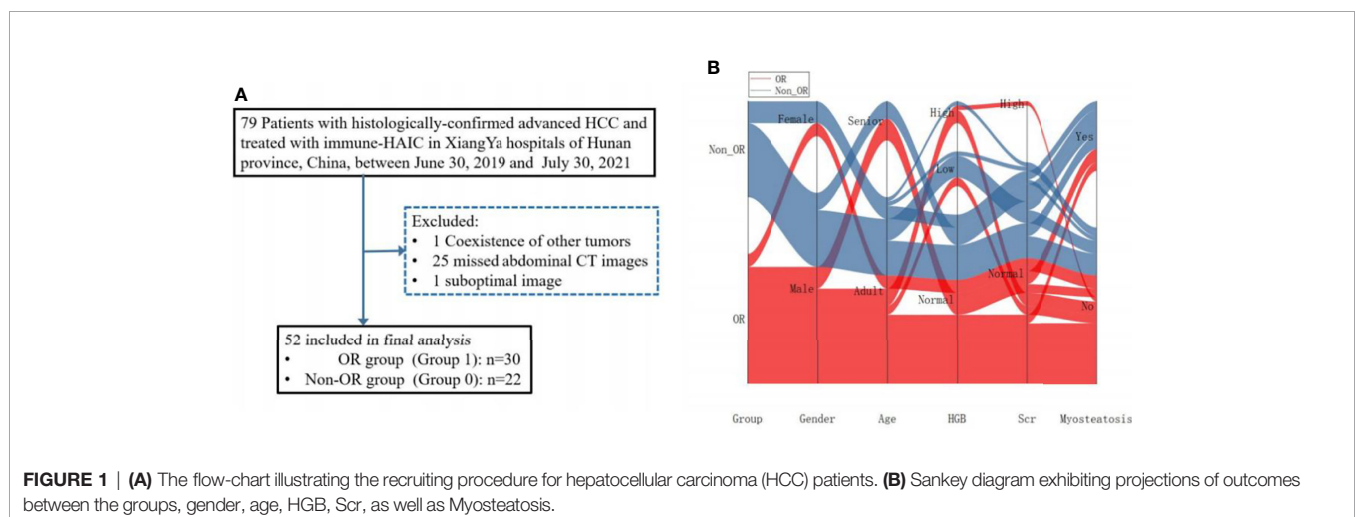 A
79 Patients with histologically-confirmed advanced HCC and
treated with immune-HAIC in XiangYa hospitals of Hunan
province, China, between June 30, 2019 and July 30, 2021
Excluded:
• 1 Coexistence of other tumors
• 25 missed abdominal CT images
• 1 suboptimal image
52 included in final analysis
• OR group (Group 1): n=30
• Non-OR group (Group 0): n=22
B
OR
Non_OR
Non_OR
OR
Female
Male
Senior
Adult
High
Low
Normal
High
Normal
Yes
No
Group Gender Age HGB Scr Myosteatosis
FIGURE 1 | (A) The flow-chart illustrating the recruiting procedure for hepatocellular carcinoma (HCC) patients. (B) Sankey diagram exhibiting projections of outcomes
between the groups, gender, age, HGB, Scr, as well as Myosteatosis.